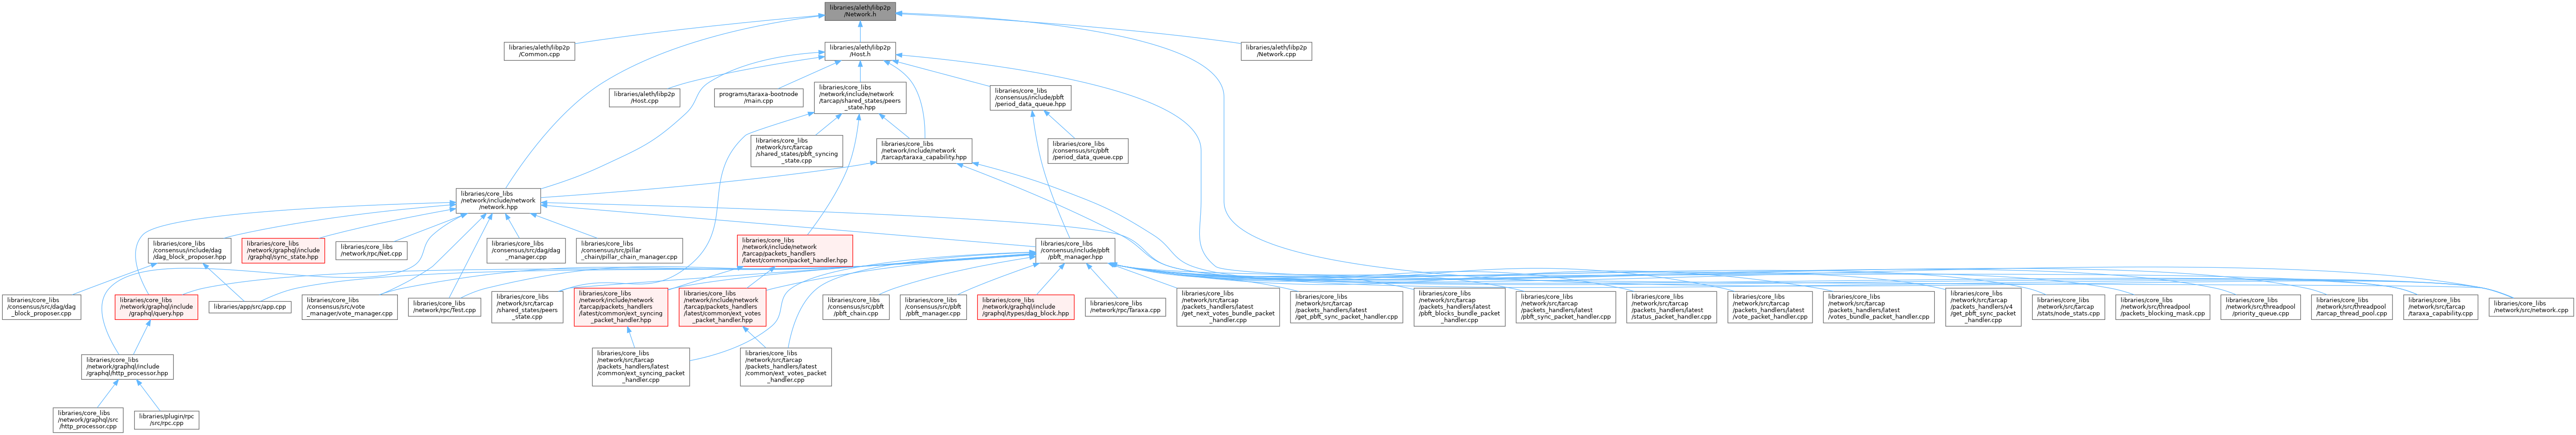 libraries/aleth/libp2p
/Network.h
libraries/aleth/libp2p
/Common.cpp
libraries/aleth/libp2p
/Host.h
libraries/aleth/libp2p
/Network.cpp
libraries/aleth/libp2p
/Host.cpp
programs/taraxa-bootnode
/main.cpp
libraries/core_libs
/network/include/network
/tarcap/shared_states/peers
_state.hpp
libraries/core_libs
/consensus/include/pbft
/period_data_queue.hpp
libraries/core_libs
/network/src/tarcap
/shared_states/pbft_syncing
_state.cpp
libraries/core_libs
/network/include/network
/tarcap/taraxa_capability.hpp
libraries/core_libs
/consensus/src/pbft
/period_data_queue.cpp
libraries/core_libs
/network/include/network
/network.hpp
libraries/core_libs
/consensus/include/dag
/dag_block_proposer.hpp
libraries/core_libs
/network/graphql/include
/graphql/sync_state.hpp
libraries/core_libs
/network/rpc/Net.cpp
libraries/core_libs
/consensus/src/dag/dag
_manager.cpp
libraries/core_libs
/consensus/src/pillar
_chain/pillar_chain_manager.cpp
libraries/core_libs
/network/include/network
/tarcap/packets_handlers
/latest/common/packet_handler.hpp
libraries/core_libs
/consensus/include/pbft
/pbft_manager.hpp
libraries/core_libs
/consensus/src/dag/dag
_block_proposer.cpp
libraries/core_libs
/network/graphql/include
/graphql/query.hpp
libraries/app/src/app.cpp
libraries/core_libs
/consensus/src/vote
_manager/vote_manager.cpp
libraries/core_libs
/network/rpc/Test.cpp
libraries/core_libs
/network/src/tarcap
/shared_states/peers
_state.cpp
libraries/core_libs
/network/include/network
/tarcap/packets_handlers
/latest/common/ext_syncing
_packet_handler.hpp
libraries/core_libs
/network/include/network
/tarcap/packets_handlers
/latest/common/ext_votes
_packet_handler.hpp
libraries/core_libs
/consensus/src/pbft
/pbft_chain.cpp
libraries/core_libs
/consensus/src/pbft
/pbft_manager.cpp
libraries/core_libs
/network/graphql/include
/graphql/types/dag_block.hpp
libraries/core_libs
/network/rpc/Taraxa.cpp
libraries/core_libs
/network/src/tarcap
/packets_handlers/latest
/get_next_votes_bundle_packet
_handler.cpp
libraries/core_libs
/network/src/tarcap
/packets_handlers/latest
/get_pbft_sync_packet_handler.cpp
libraries/core_libs
/network/src/tarcap
/packets_handlers/latest
/pbft_blocks_bundle_packet
_handler.cpp
libraries/core_libs
/network/src/tarcap
/packets_handlers/latest
/pbft_sync_packet_handler.cpp
libraries/core_libs
/network/src/tarcap
/packets_handlers/latest
/status_packet_handler.cpp
libraries/core_libs
/network/src/tarcap
/packets_handlers/latest
/vote_packet_handler.cpp
libraries/core_libs
/network/src/tarcap
/packets_handlers/latest
/votes_bundle_packet_handler.cpp
libraries/core_libs
/network/src/tarcap
/packets_handlers/v4
/get_pbft_sync_packet
_handler.cpp
libraries/core_libs
/network/src/tarcap
/stats/node_stats.cpp
libraries/core_libs
/network/src/threadpool
/packets_blocking_mask.cpp
libraries/core_libs
/network/src/threadpool
/priority_queue.cpp
libraries/core_libs
/network/src/threadpool
/tarcap_thread_pool.cpp
libraries/core_libs
/network/src/tarcap
/taraxa_capability.cpp
libraries/core_libs
/network/src/network.cpp
libraries/core_libs
/network/graphql/include
/graphql/http_processor.hpp
libraries/core_libs
/network/src/tarcap
/packets_handlers/latest
/common/ext_syncing_packet
_handler.cpp
libraries/core_libs
/network/src/tarcap
/packets_handlers/latest
/common/ext_votes_packet
_handler.cpp
libraries/core_libs
/network/graphql/src
/http_processor.cpp
libraries/plugin/rpc
/src/rpc.cpp